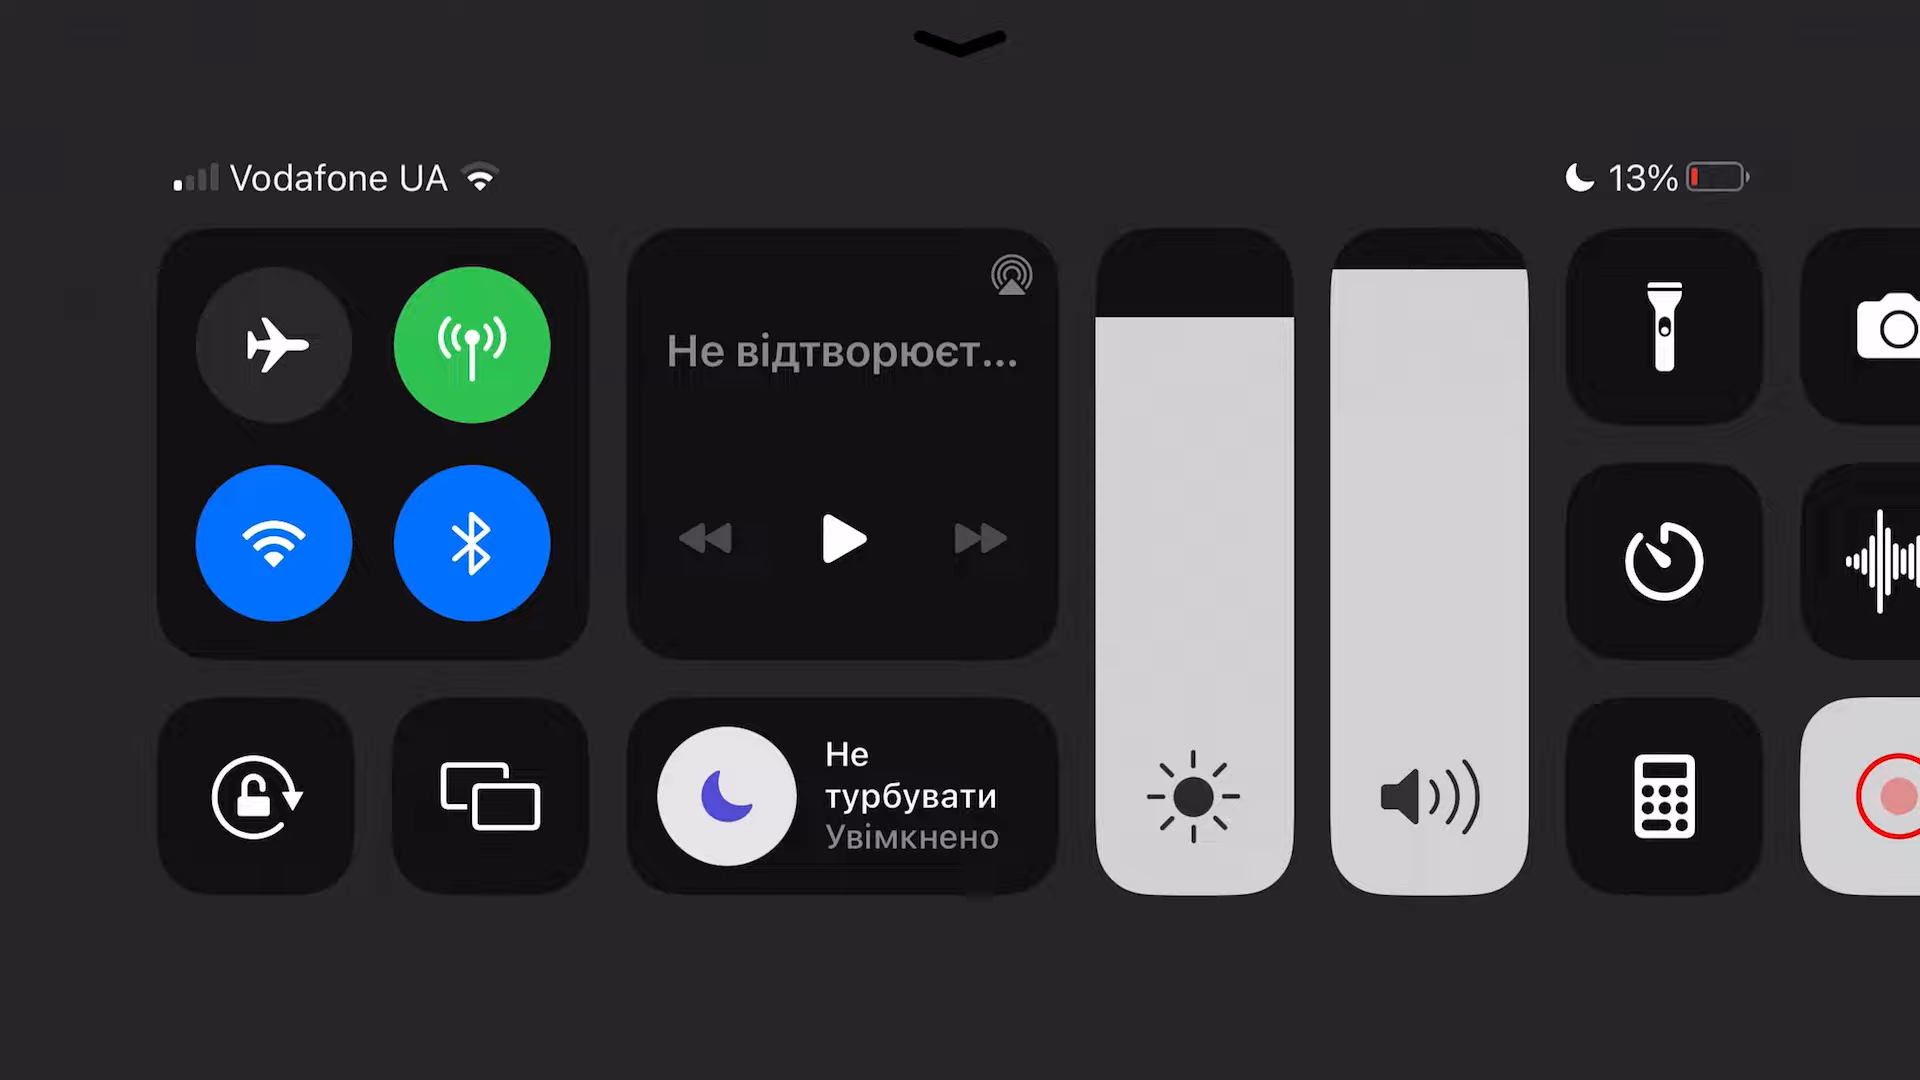 Vodafone UA
13%
Не відтворюєт...
Не
турбувати
Увімкнено